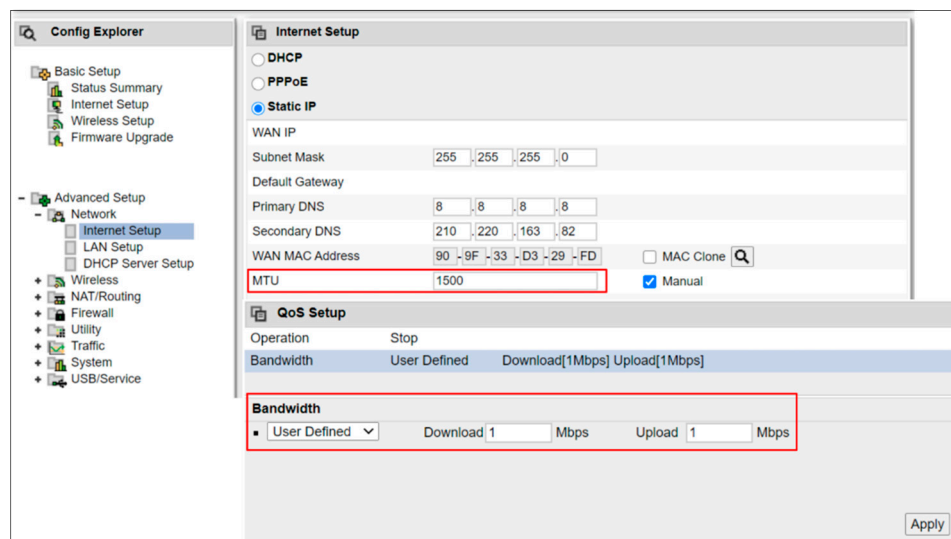 Config Explorer
Basic Setup
Status Summary
Internet Setup
Wireless Setup
Firmware Upgrade
Advanced Setup
Network
Internet Setup
LAN Setup
DHCP Server Setup
Wireless
NAT/Routing
Firewall
Utility
Traffic
System
USB/Service
Internet Setup
DHCP
PPPoE
Static IP
WAN IP
Subnet Mask 255 . 255 . 255 . 0
Default Gateway
Primary DNS 8 . 8 . 8 . 8
Secondary DNS 210 . 220 . 163 . 82
WAN MAC Address 90 - 9F - 33 - D3 - 29 - FD MAC Clone
MTU 1500 Manual
QoS Setup
Operation Stop
Bandwidth User Defined Download[1Mbps] Upload[1Mbps]
Bandwidth
User Defined Download 1 Mbps Upload 1 Mbps
Apply